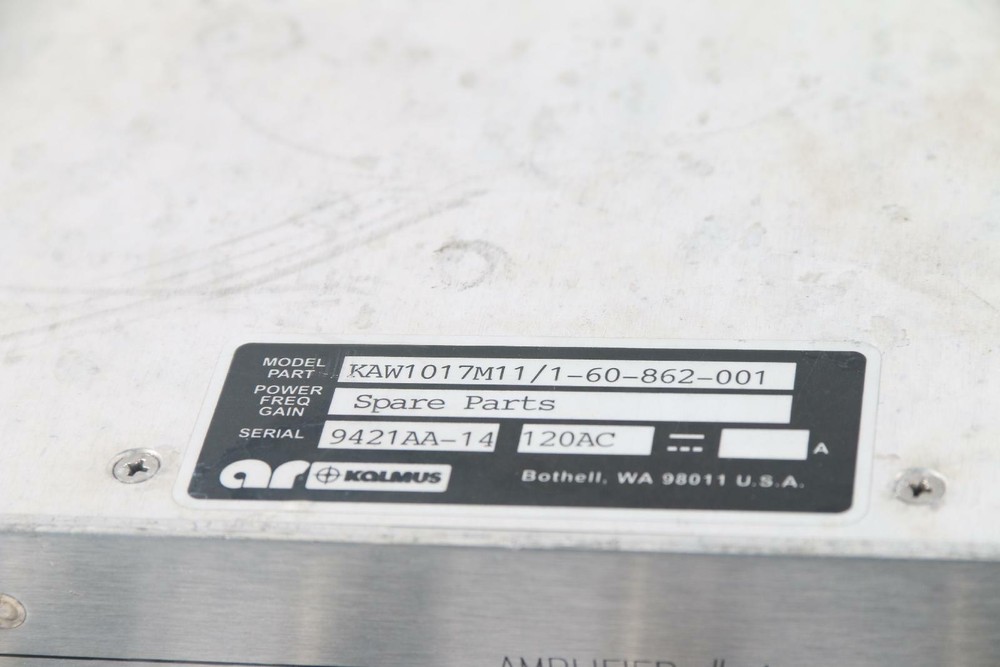 MODEL
PART
KAW1017M11/1-60-862-001
POWER
FREQ
GAIN
Spare Parts
SERIAL
9421AA-14
120AC
A
ar KALMUS
Bothell, WA 98011 U.S.A.
AMPLIFIER